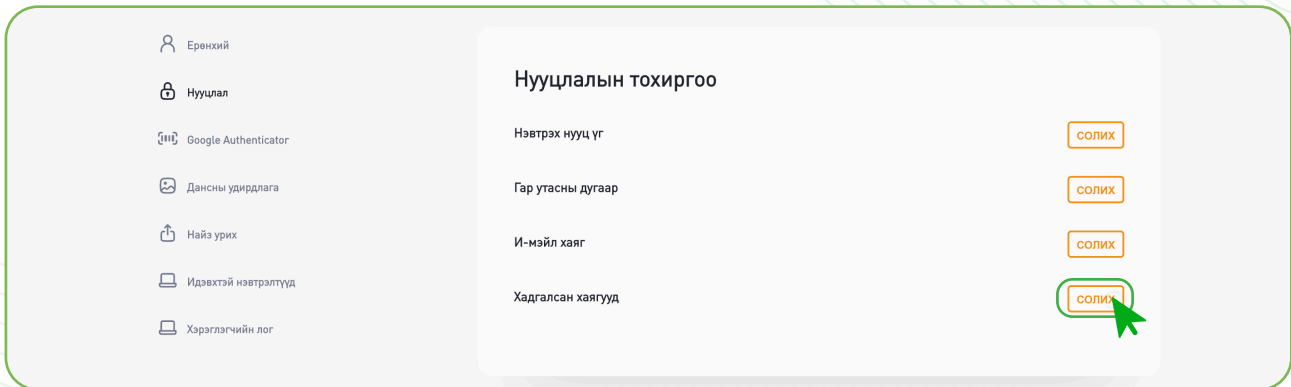 Ерөнхий
Нууцлал
Google Authenticator
Дансны удирдлага
Найз урих
Идэвхтэй нэвтрэлтүүд
Хэрэглэгчийн лог
Нууцлалын тохиргоо
Нэвтрэх нууц үг СОЛИХ
Гар утасны дугаар СОЛИХ
И-мэйл хаяг СОЛИХ
Хадгалсан хаягууд СОЛИХ